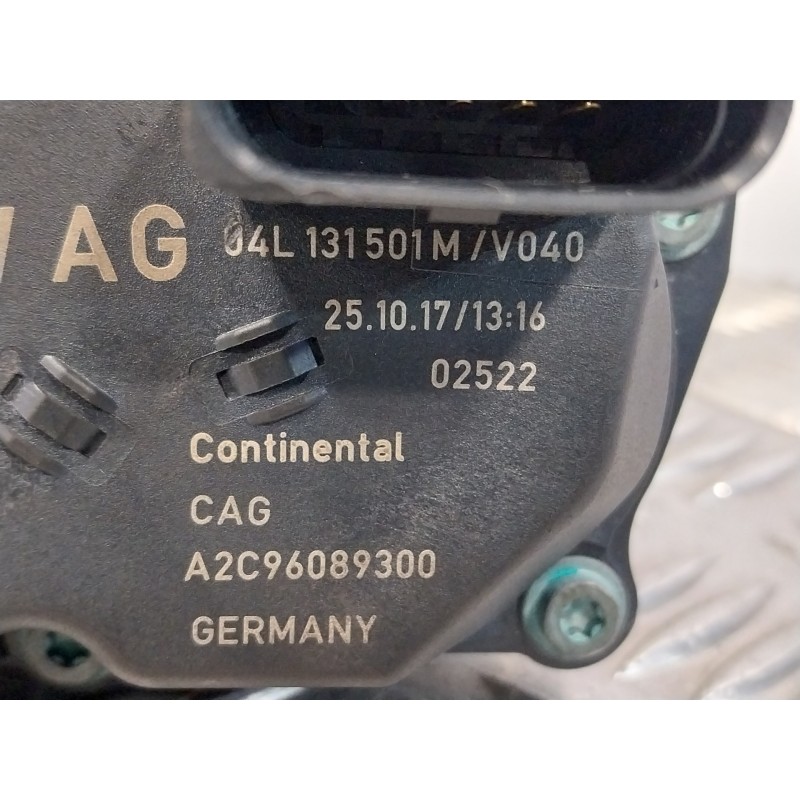 AG 04L 131 501 M /V040
25.10.17/13:16
02522
Continental
CAG
A2C96089300
GERMANY